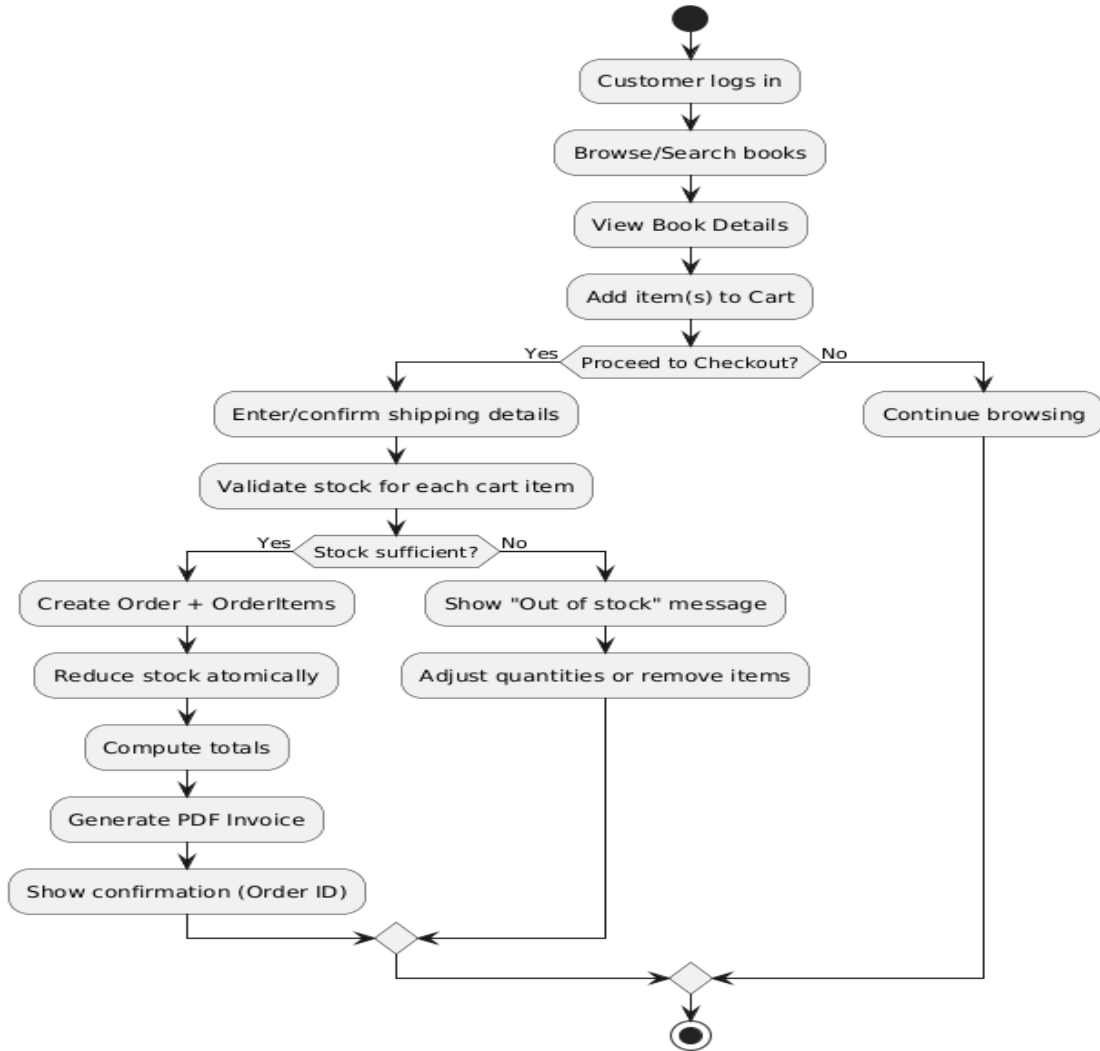 Customer logs in
Browse/Search books
View Book Details
Add item(s) to Cart
Yes
Proceed to Checkout?
No
Enter/confirm shipping details
Continue browsing
Validate stock for each cart item
Yes
Stock sufficient?
No
Create Order + OrderItems
Show "Out of stock" message
Reduce stock atomically
Adjust quantities or remove items
Compute totals
Generate PDF Invoice
Show confirmation (Order ID)